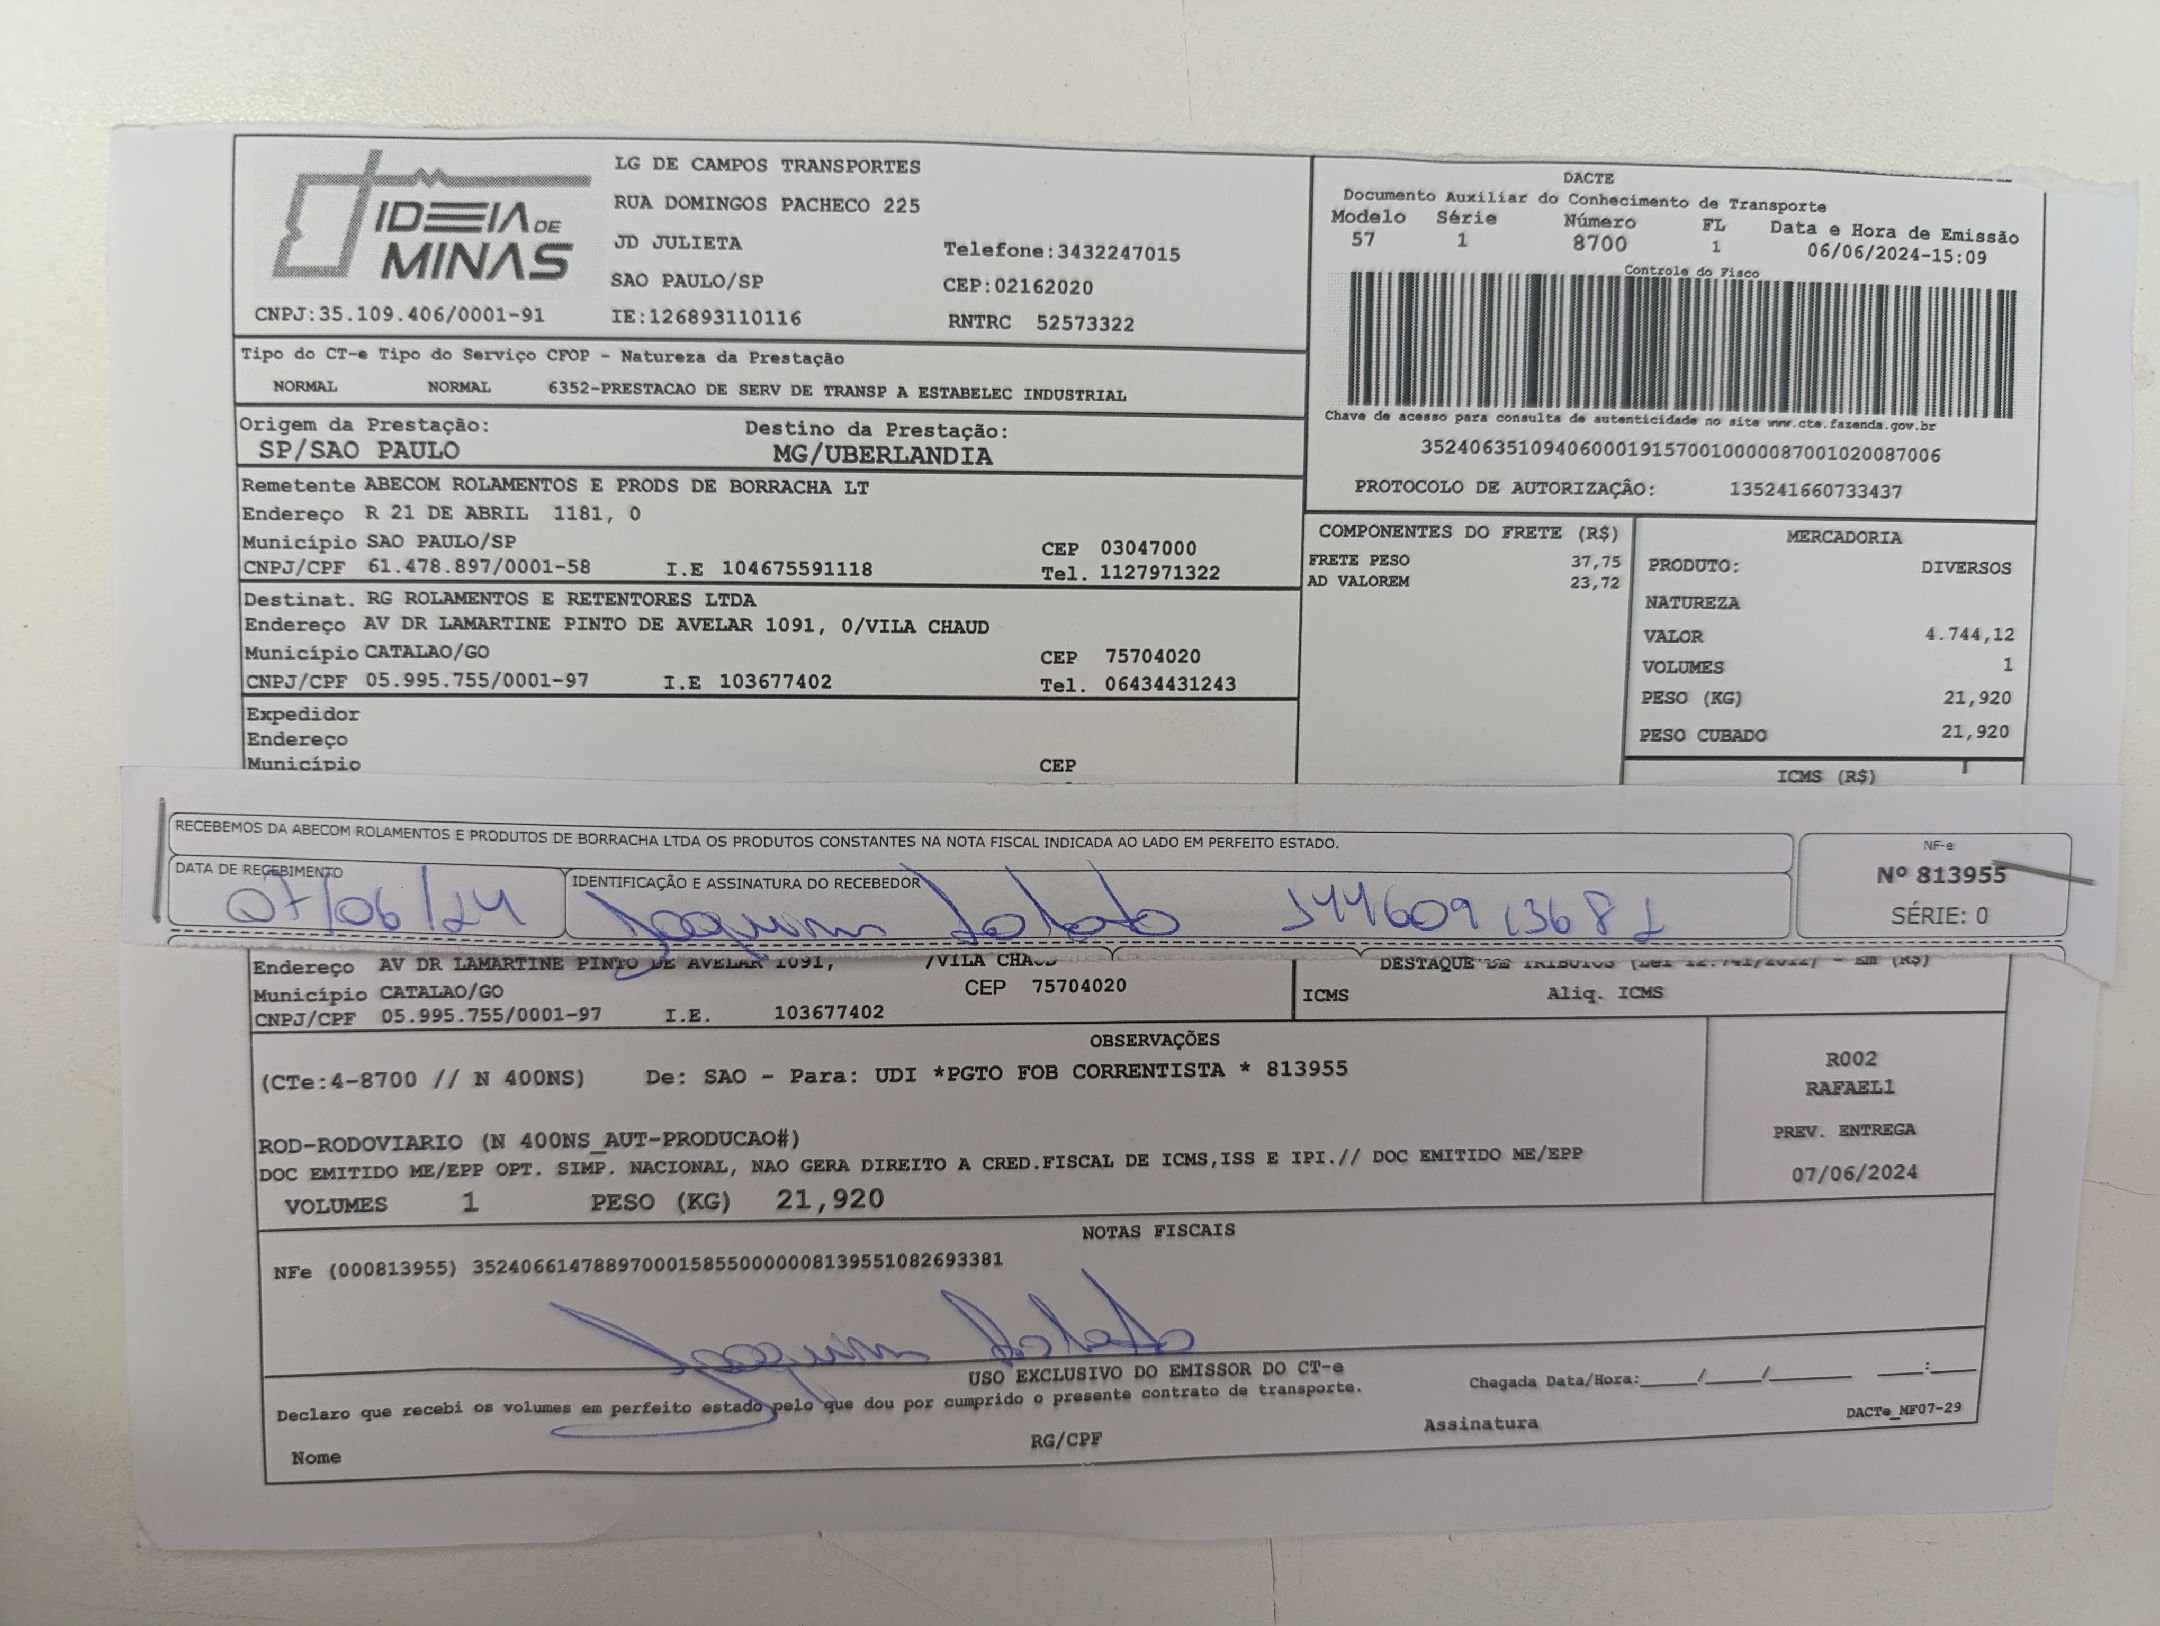 IDEIA DE
MINAS
LG DE CAMPOS TRANSPORTES
RUA DOMINGOS PACHECO 225
JD JULIETA
Telefone:3432247015
SAO PAULO/SP
CEP:02162020
CNPJ:35.109.406/0001-91
IE:126893110116
RNTRC 52573322
DACTE
Documento Auxiliar do Conhecimento de Transporte
Modelo Série Número FL Data e Hora de Emissão
57 1 8700 1 06/06/2024-15:09
Controle do Fisco
Chave de acesso para consulta de autenticidade no site www.cte.fazenda.gov.br
35240635109406000191570010000087001020087006
PROTOCOLO DE AUTORIZAÇÃO: 135241660733437
Tipo do CT-e Tipo do Serviço CFOP - Natureza da Prestação
NORMAL NORMAL 6352-PRESTACAO DE SERV DE TRANSP A ESTABELEC INDUSTRIAL
Origem da Prestação: Destino da Prestação:
SP/SAO PAULO MG/UBERLANDIA
Remetente ABECOM ROLAMENTOS E PRODS DE BORRACHA LT
Endereço R 21 DE ABRIL 1181, 0
Município SAO PAULO/SP CEP 03047000
CNPJ/CPF 61.478.897/0001-58 I.E 104675591118 Tel. 1127971322
Destinat. RG ROLAMENTOS E RETENTORES LTDA
Endereço AV DR LAMARTINE PINTO DE AVELAR 1091, 0/VILA CHAUD
Município CATALAO/GO CEP 75704020
CNPJ/CPF 05.995.755/0001-97 I.E 103677402 Tel. 06434431243
Expedidor
Endereço
Município CEP
COMPONENTES DO FRETE (R$)
FRETE PESO 37,75
AD VALOREM 23,72
MERCADORIA
PRODUTO: DIVERSOS
NATUREZA
VALOR 4.744,12
VOLUMES 1
PESO (KG) 21,920
PESO CUBADO 21,920
ICMS (R$)
RECEBEMOS DA ABECOM ROLAMENTOS E PRODUTOS DE BORRACHA LTDA OS PRODUTOS CONSTANTES NA NOTA FISCAL INDICADA AO LADO EM PERFEITO ESTADO.
DATA DE RECEBIMENTO
07/06/24
IDENTIFICAÇÃO E ASSINATURA DO RECEBEDOR
Joaquim
NF-e
Nº 813955
SÉRIE: 0
Endereço AV DR LAMARTINE PINTO DE AVELAR 1091, /VILA CHAUD
Município CATALAO/GO CEP 75704020
CNPJ/CPF 05.995.755/0001-97 I.E. 103677402
DESTAQUE DE TRIBUTOS (Lei 12.741/2012) - Em (R$)
ICMS Aliq. ICMS
OBSERVAÇÕES
(CTe:4-8700 // N 400NS) De: SAO - Para: UDI *PGTO FOB CORRENTISTA * 813955
ROD-RODOVIARIO (N 400NS_AUT-PRODUCAO#)
DOC EMITIDO ME/EPP OPT. SIMP. NACIONAL, NAO GERA DIREITO A CRED.FISCAL DE ICMS,ISS E IPI.// DOC EMITIDO ME/EPP
VOLUMES 1 PESO (KG) 21,920
R002
RAFAEL1
PREV. ENTREGA
07/06/2024
NOTAS FISCAIS
NFe (000813955) 35240661478897000158550000008139551082693381
Joaquim
USO EXCLUSIVO DO EMISSOR DO CT-e
Declaro que recebi os volumes em perfeito estado pelo que dou por cumprido o presente contrato de transporte.
Chegada Data/Hora:____/____/______ ___:___
Nome RG/CPF Assinatura
DACTe_MF07-29